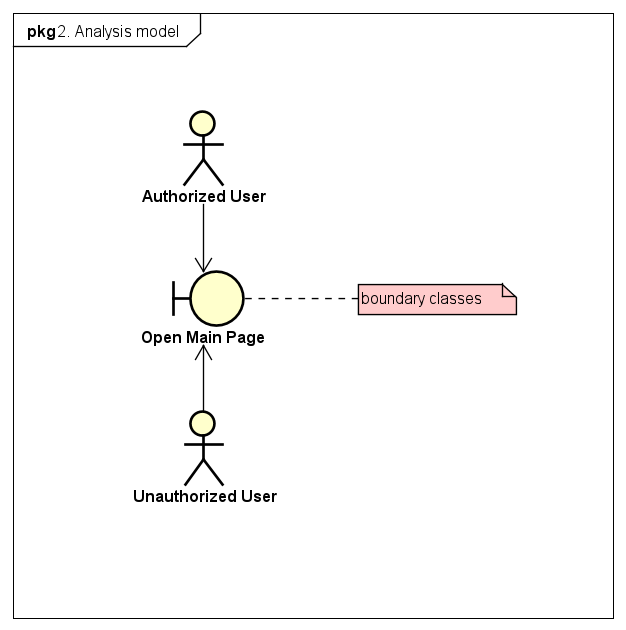 pkg 2. Analysis model
Authorized User
boundary classes
Open Main Page
Unauthorized User